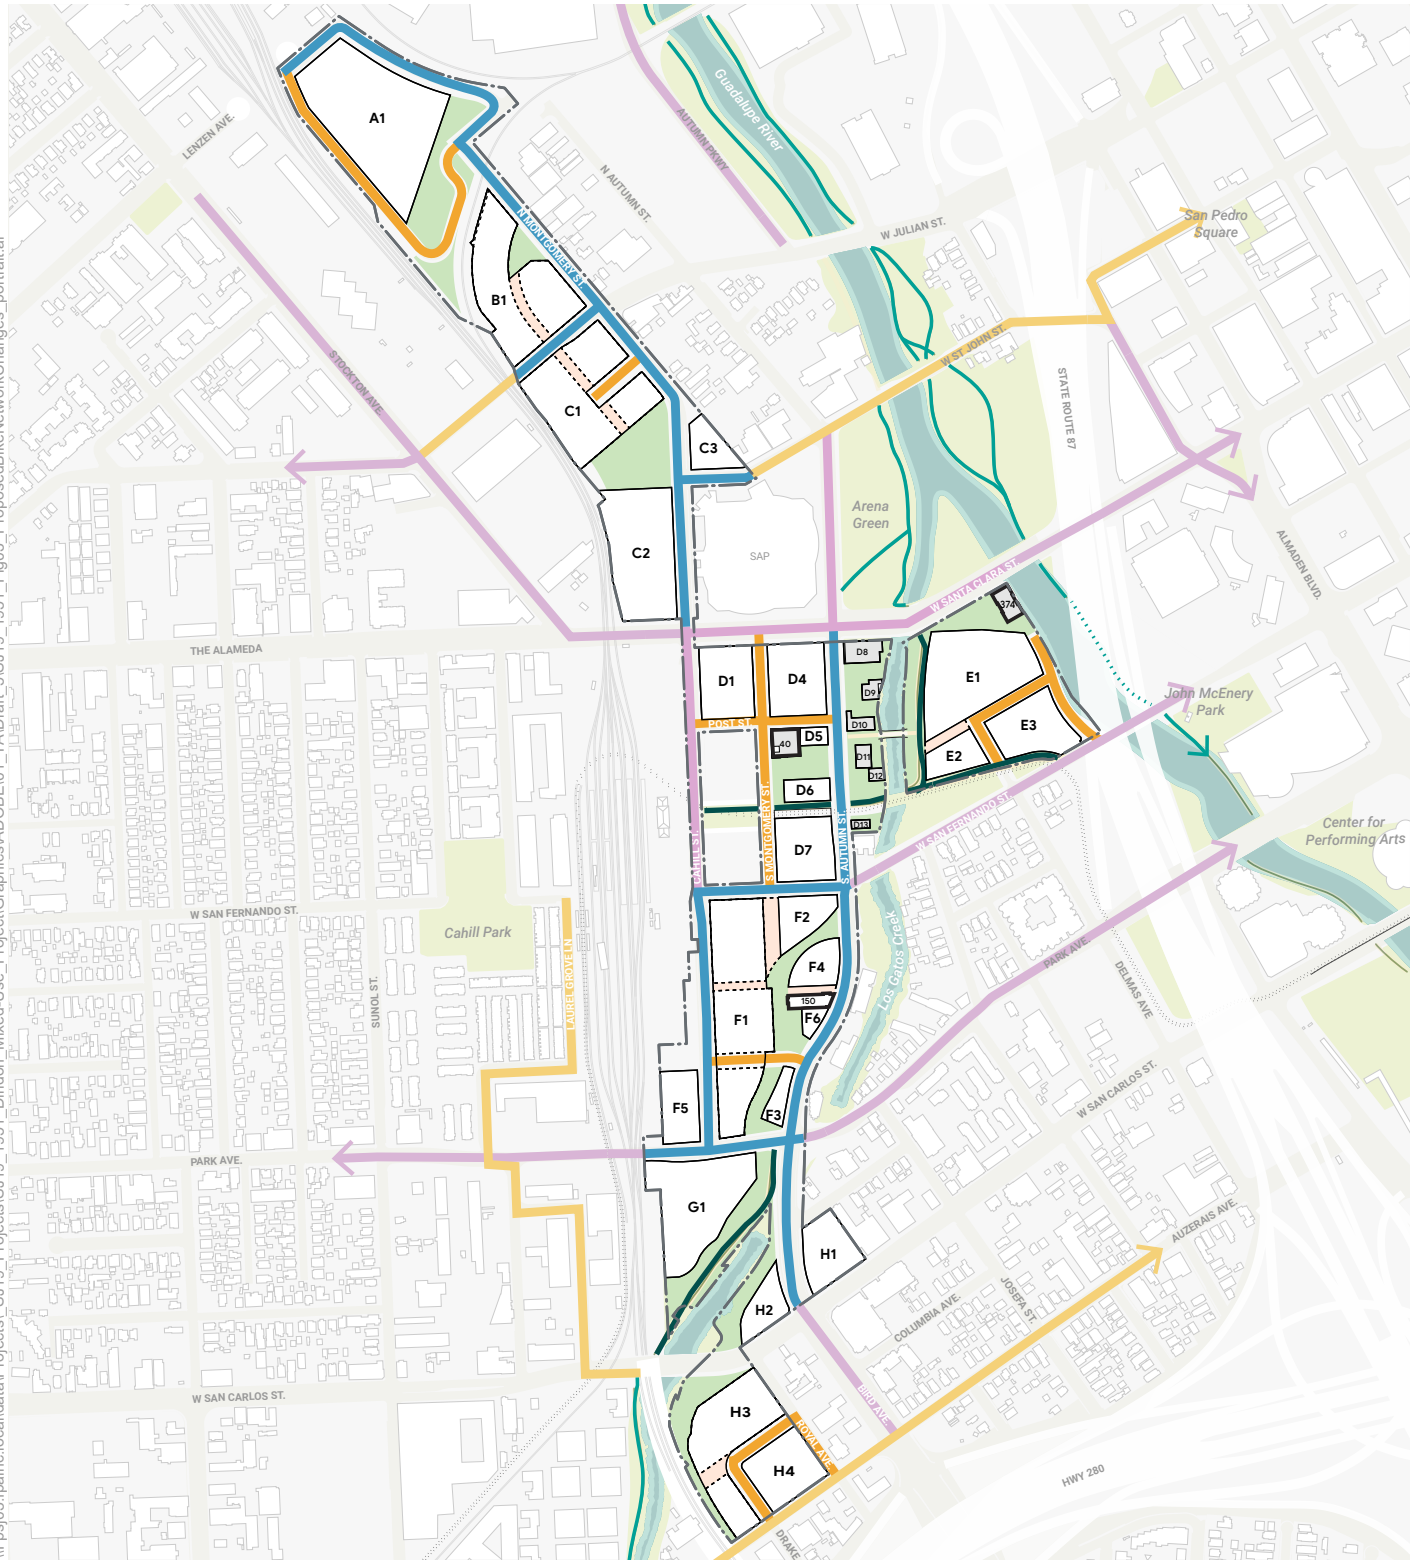 A1
LENZEN AVE.
AUTUMN PKWY
Guadalupe River
N AUTUMN ST.
N MONTGOMERY ST.
W JULIAN ST.
San Pedro
Square
B1
STOCKTON AVE.
W ST JOHN ST.
STATE ROUTE 87
C1
C3
C2
SAP
Arena
Green
ALMADEN BLVD.
W SANTA CLARA ST.
374
THE ALAMEDA
D1
D4
D8
D9
E1
John McEnery
Park
POST ST.
D10
E3
40
D5
D11
E2
D12
D6
S MONTGOMERY ST.
S. AUTUMN ST.
CAHILL ST.
D13
D7
W SAN FERNANDO ST.
Center for
Performing Arts
W SAN FERNANDO ST.
Cahill Park
LAUREL GROVE LN
SUNOL ST.
F2
F4
150
F6
F1
Los Gatos Creek
PARK AVE
DELMAS AVE
F5
F3
W SAN CARLOS ST.
PARK AVE.
G1
H1
H2
AUZERAIS AVE.
JOSEFA ST.
COLUMBIA AVE.
W SAN CARLOS ST.
BIRD AVE.
H3
ROYAL AVE.
H4
HWY 280
DRAKE